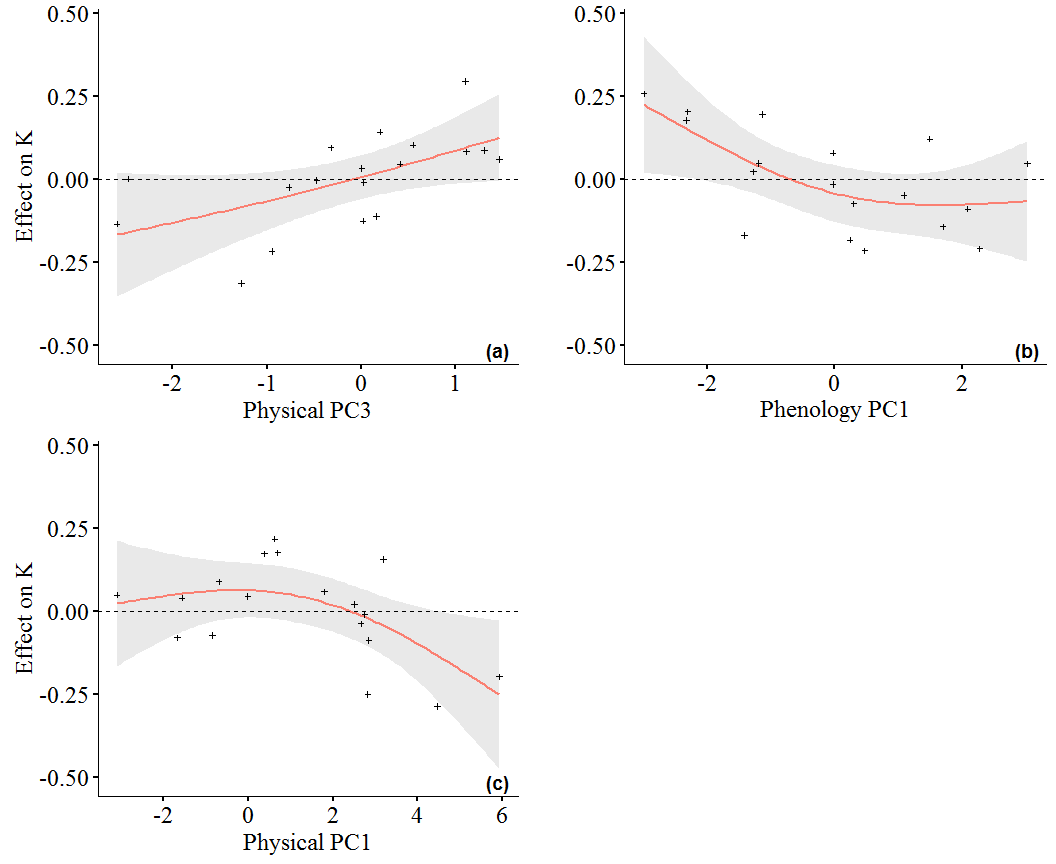 0.50
0.25
0.00
-0.25
-0.50
Effect on K
-2 -1 0 1
Physical PC3
(a)
0.50
0.25
0.00
-0.25
-0.50
-2 0 2
Phenology PC1
(b)
0.50
0.25
0.00
-0.25
-0.50
Effect on K
-2 0 2 4 6
Physical PC1
(c)